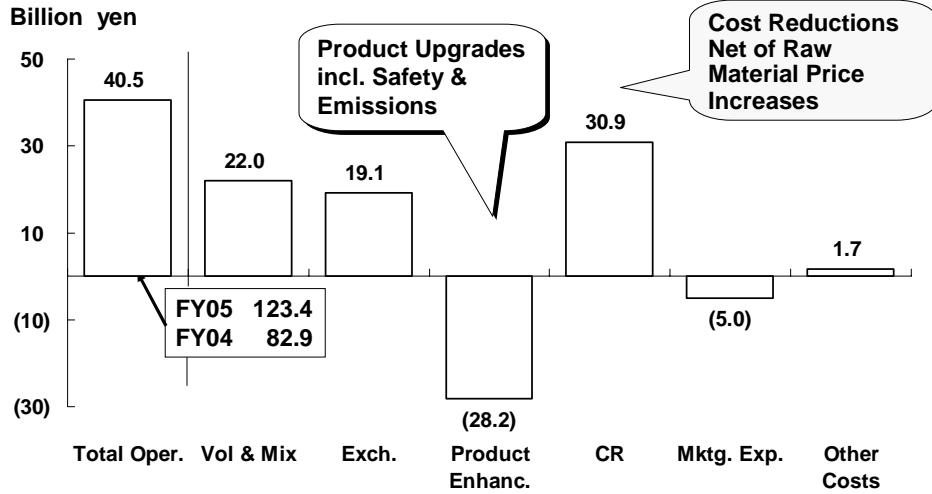 Billion yen
Product Upgrades
incl. Safety &
Emissions
Cost Reductions
Net of Raw
Material Price
Increases
50
30
10
(10)
(30)
40.5
22.0
19.1
(28.2)
30.9
(5.0)
1.7
FY05 123.4
FY04 82.9
Total Oper.
Vol & Mix
Exch.
Product
Enhanc.
CR
Mktg. Exp.
Other
Costs